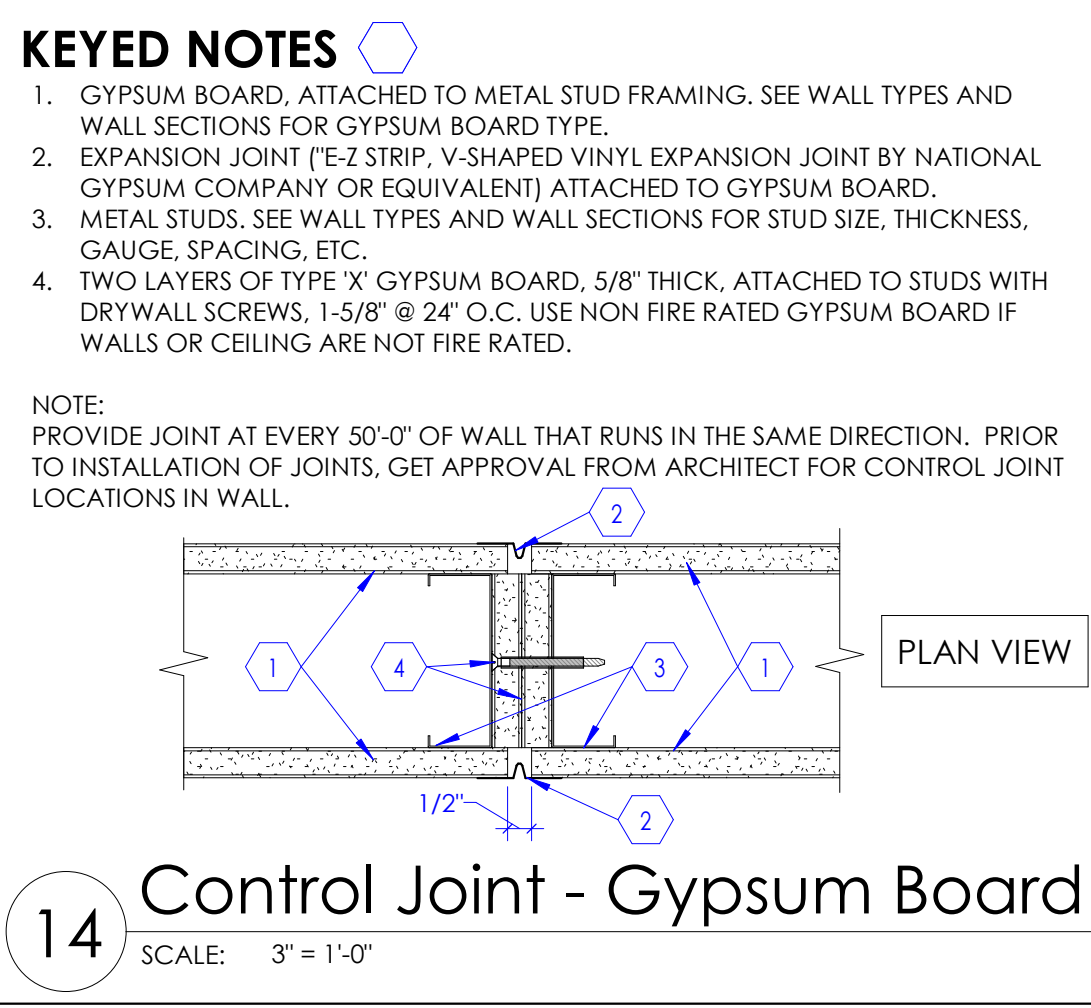 KEYED NOTES
1. GYPSUM BOARD, ATTACHED TO METAL STUD FRAMING. SEE WALL TYPES AND
WALL SECTIONS FOR GYPSUM BOARD TYPE.
2. EXPANSION JOINT ("E-Z STRIP, V-SHAPED VINYL EXPANSION JOINT BY NATIONAL
GYPSUM COMPANY OR EQUIVALENT) ATTACHED TO GYPSUM BOARD.
3. METAL STUDS. SEE WALL TYPES AND WALL SECTIONS FOR STUD SIZE, THICKNESS,
GAUGE, SPACING, ETC.
4. TWO LAYERS OF TYPE 'X' GYPSUM BOARD, 5/8" THICK, ATTACHED TO STUDS WITH
DRYWALL SCREWS, 1-5/8" @ 24" O.C. USE NON FIRE RATED GYPSUM BOARD IF
WALLS OR CEILING ARE NOT FIRE RATED.
NOTE:
PROVIDE JOINT AT EVERY 50'-0" OF WALL THAT RUNS IN THE SAME DIRECTION. PRIOR
TO INSTALLATION OF JOINTS, GET APPROVAL FROM ARCHITECT FOR CONTROL JOINT
LOCATIONS IN WALL.
2
1
4
3
1
PLAN VIEW
1/2"
2
14
Control Joint - Gypsum Board
SCALE: 3" = 1'-0"